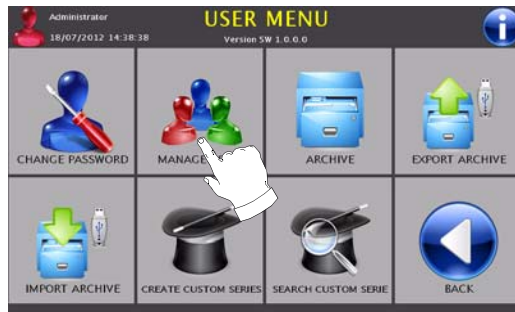 Administrator
USER MENU
18/07/2012 14:38:38
Version SW 1.0.0.0
CHANGE PASSWORD
MANAGE
ARCHIVE
EXPORT ARCHIVE
IMPORT ARCHIVE
CREATE CUSTOM SERIES
SEARCH CUSTOM SERIE
BACK